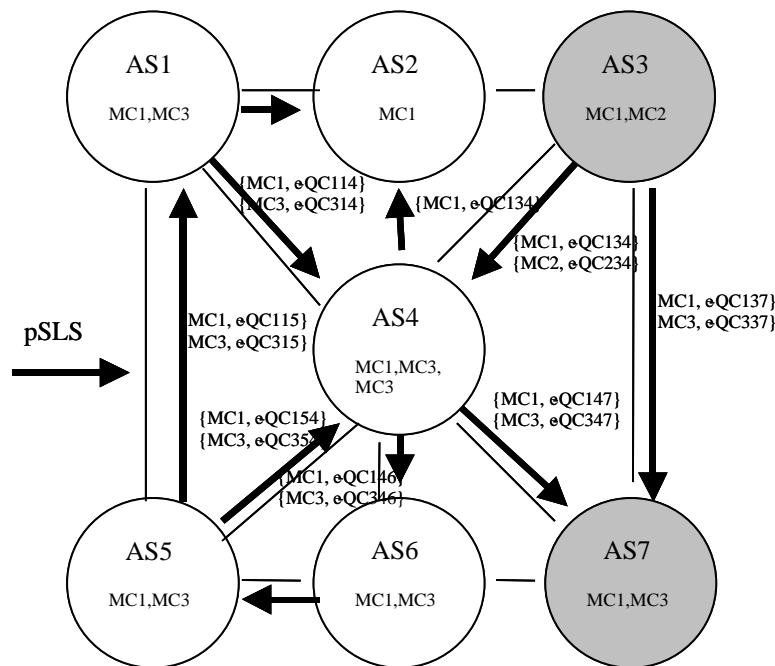 AS1
MC1,MC3
AS2
MC1
AS3
MC1,MC2
{MC1, eQC114}
{MC3, eQC314}
{MC1, eQC134}
{MC1, eQC134}
{MC2, eQC234}
AS4
MC1,MC3,
MC3
MC1, eQC137}
MC3, eQC337}
pSLS
MC1, eQC115}
MC3, eQC315}
{MC1, eQC147}
{MC3, eQC347}
{MC1, eQC154}
{MC3, eQC354
{MC1, eQC146}
{MC3, eQC346}
AS5
MC1,MC3
AS6
MC1,MC3
AS7
MC1,MC3